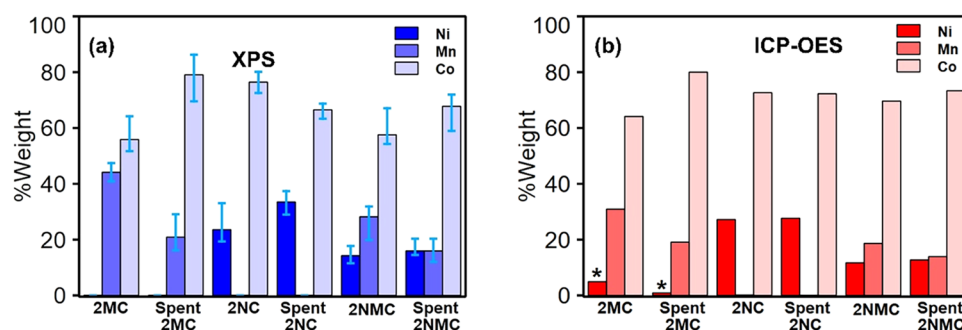 (a)
XPS
Ni
Mn
Co
%Weight
100
80
60
40
20
0
2MC
Spent
2MC
2NC
Spent
2NC
2NMC
Spent
2NMC
(b)
ICP-OES
Ni
Mn
Co
%Weight
100
80
60
40
20
0
*
*
2MC
Spent
2MC
2NC
Spent
2NC
2NMC
Spent
2NMC